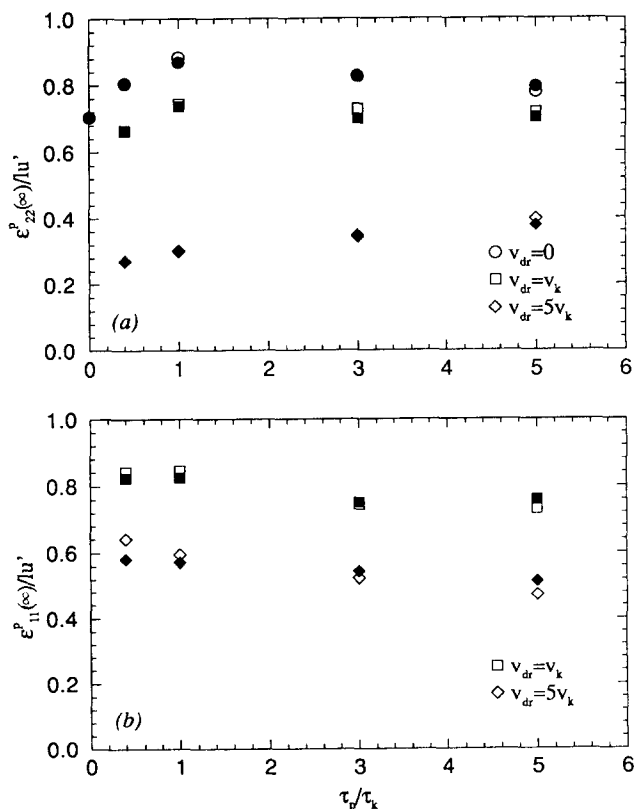 1.0
0.8
0.6
0.4
0.2
0.0
ε^p_22(∞)/lu'
v_dr=0
v_dr=v_k
v_dr=5v_k
(a)
0 1 2 3 4 5 6
1.0
0.8
0.6
0.4
0.2
0.0
ε^p_11(∞)/lu'
v_dr=v_k
v_dr=5v_k
(b)
0 1 2 3 4 5 6
τ_p/τ_k